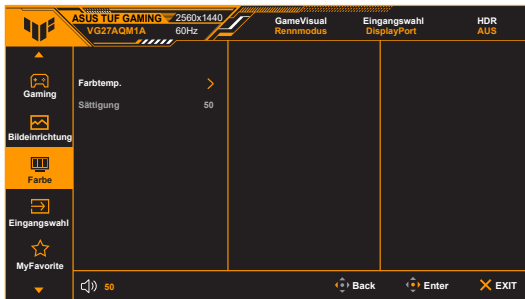 ASUS TUF GAMING 2560x1440
VG27AQM1A 60Hz
GameVisual
Rennmodus
Eingangswahl
DisplayPort
HDR
AUS
Gaming
Bildeinrichtung
Farbe
Eingangswahl
MyFavorite
Farbtemp.
Sättigung 50
50
Back
Enter
EXIT